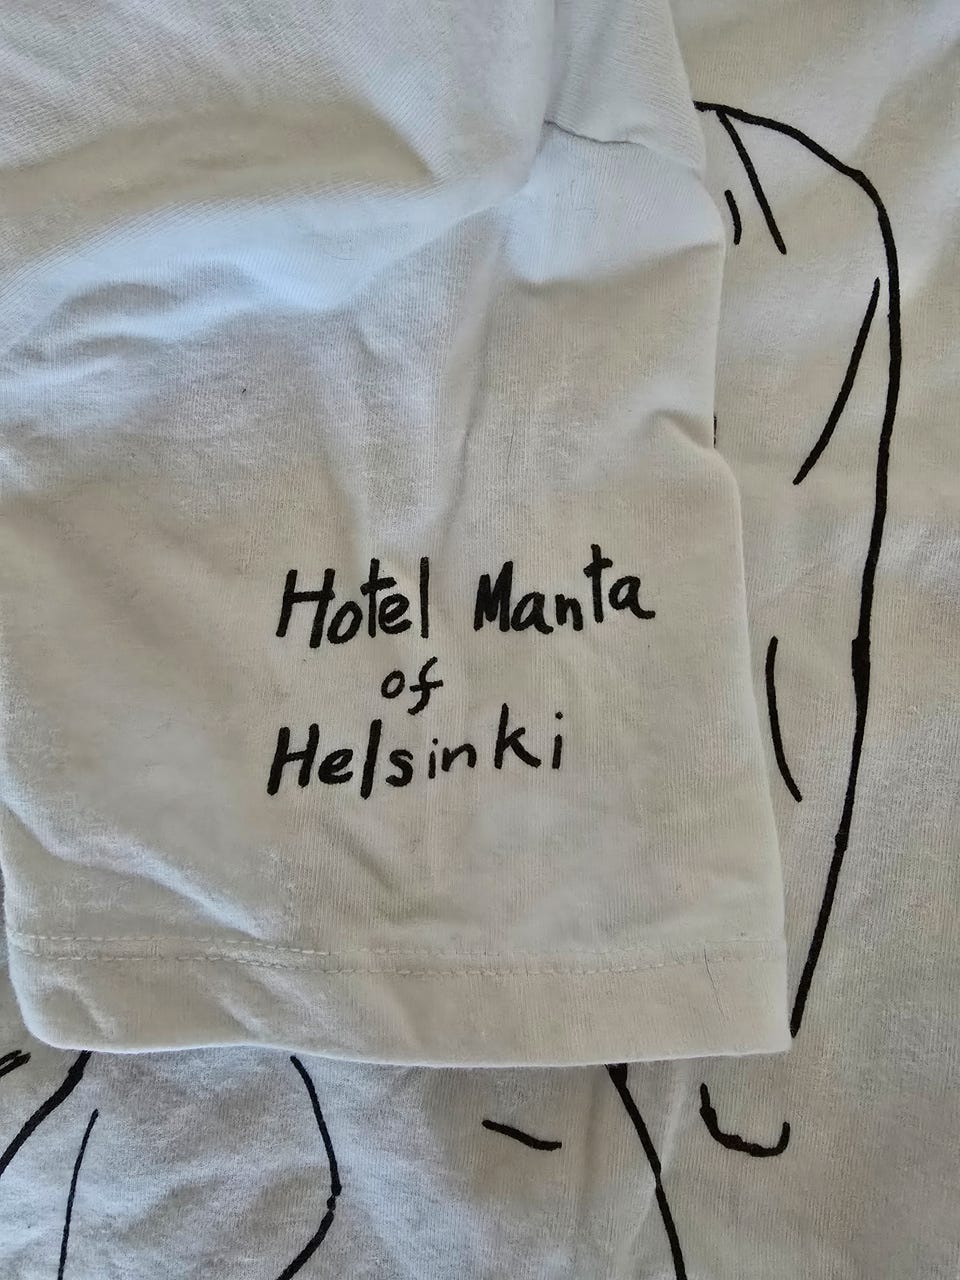 Hotel Manta
of
Helsinki